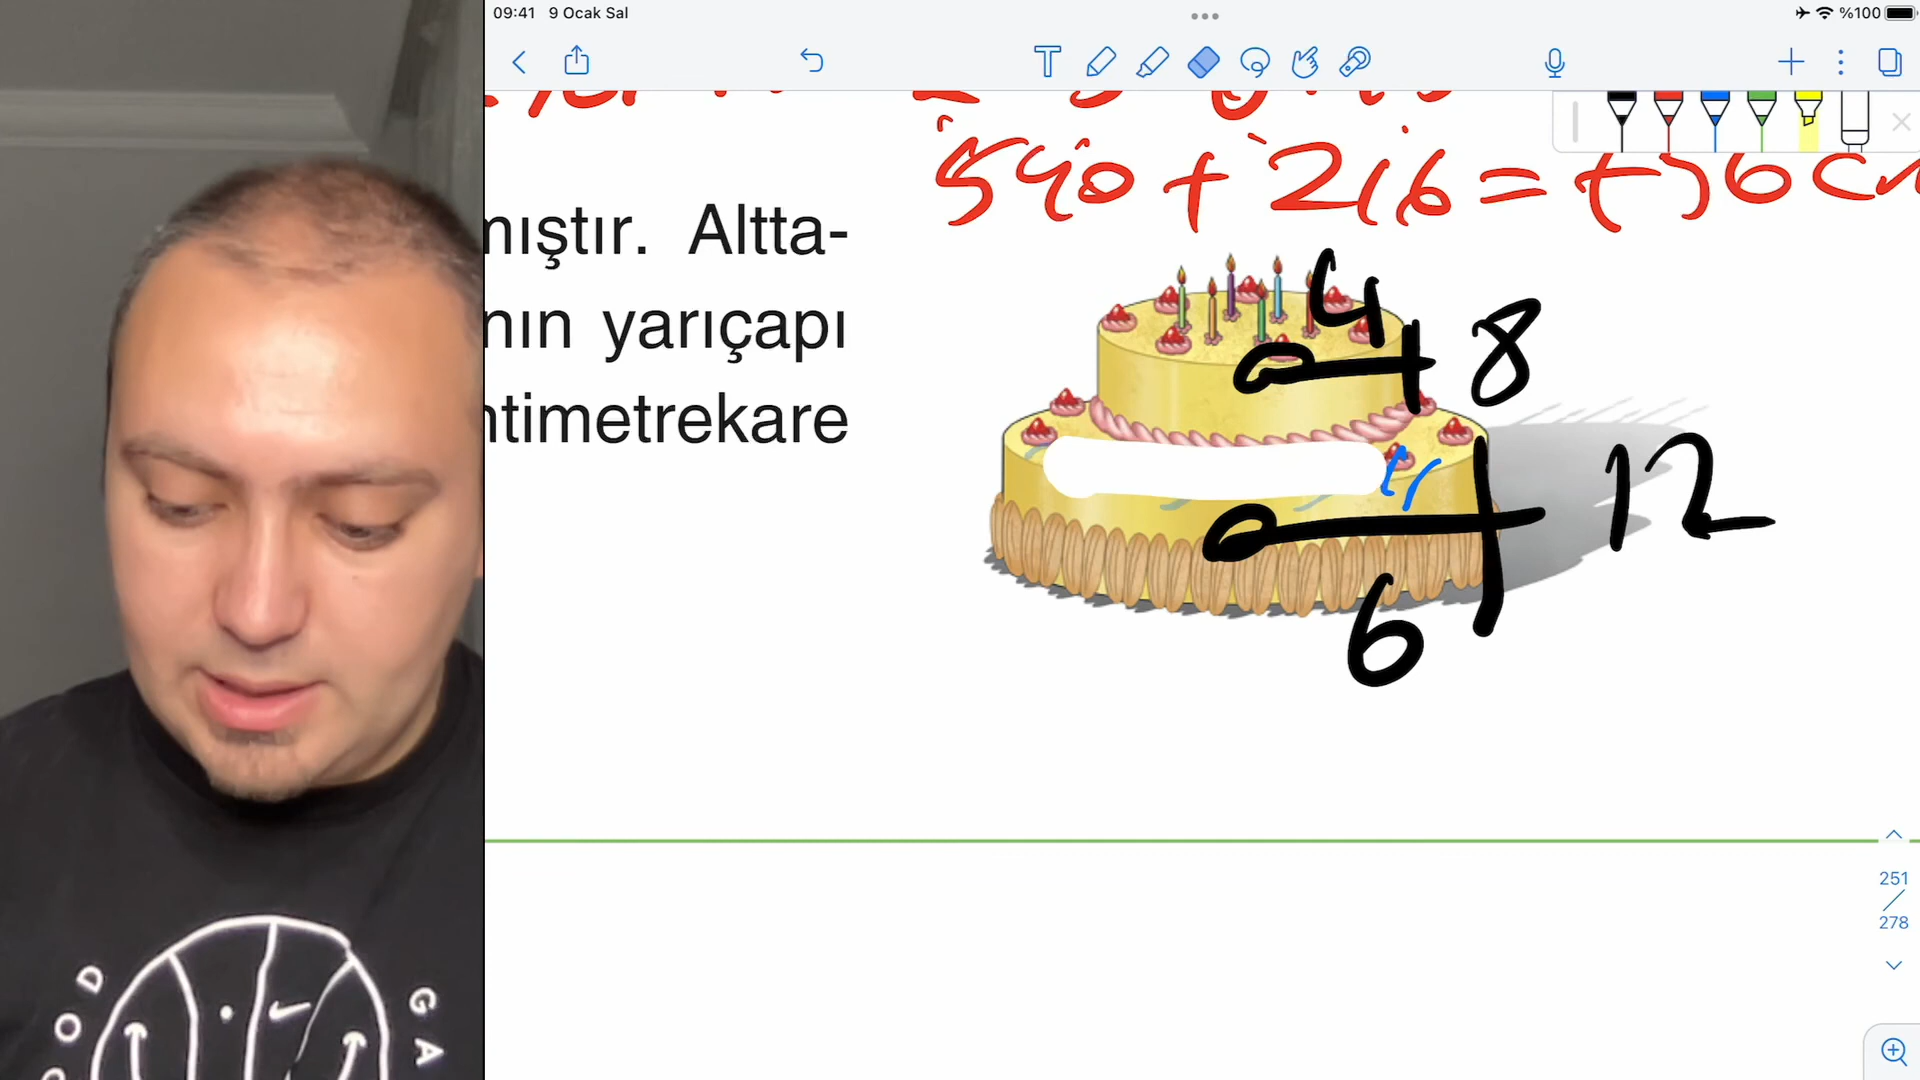 09:41 9 Ocak Sal
%100
540 + 216 = 756 cm
mıştır. Altta-
nın yarıçapı
ntimetrekare
4
8
12
6
251
278
T
G
A
D
O